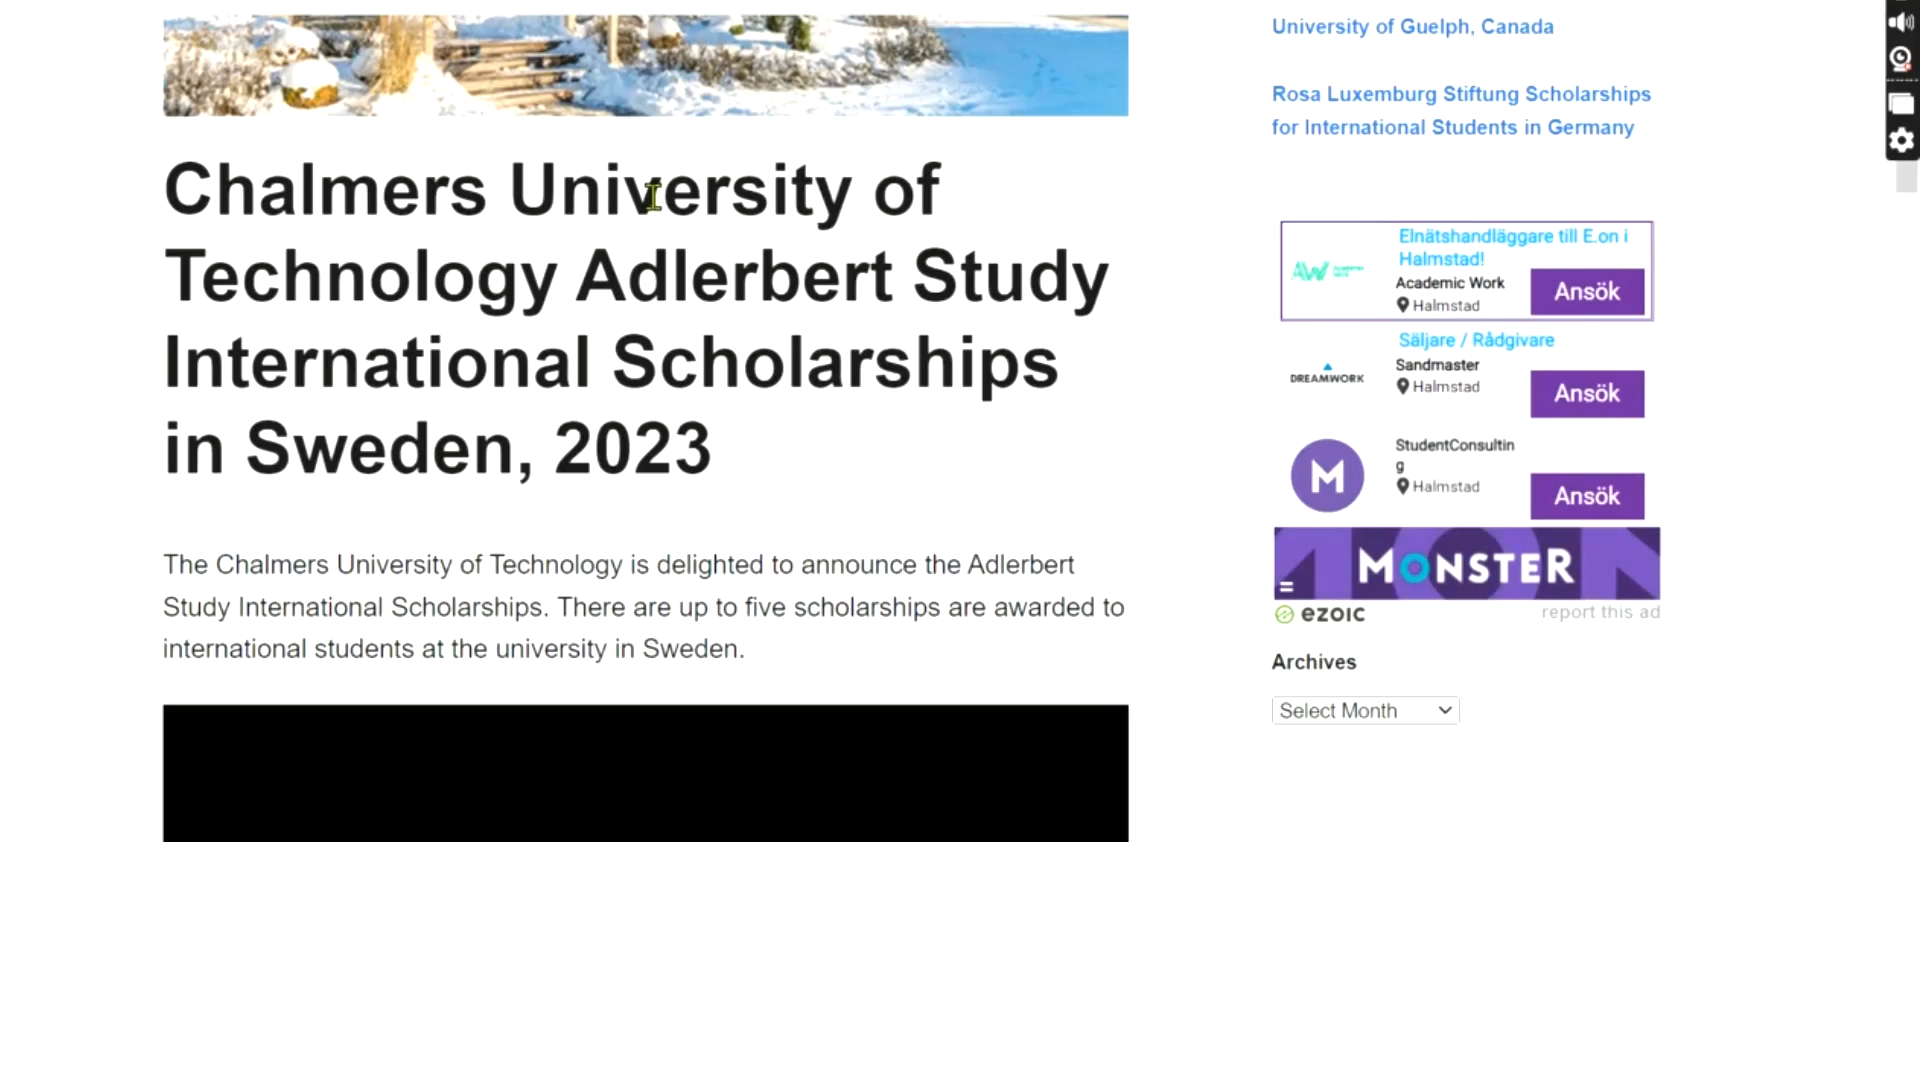 University of Guelph, Canada
Rosa Luxemburg Stiftung Scholarships
for International Students in Germany
Chalmers University of
Technology Adlerbert Study
International Scholarships
in Sweden, 2023
The Chalmers University of Technology is delighted to announce the Adlerbert
Study International Scholarships. There are up to five scholarships are awarded to
international students at the university in Sweden.
Elnätshandläggare till E.on i
Halmstad!
Academic Work
Halmstad
Ansök
Säljare / Rådgivare
DREAMWORK
Sandmaster
Halmstad
Ansök
M
StudentConsultin
g
Halmstad
Ansök
MONSTER
ezoic
report this ad
Archives
Select Month